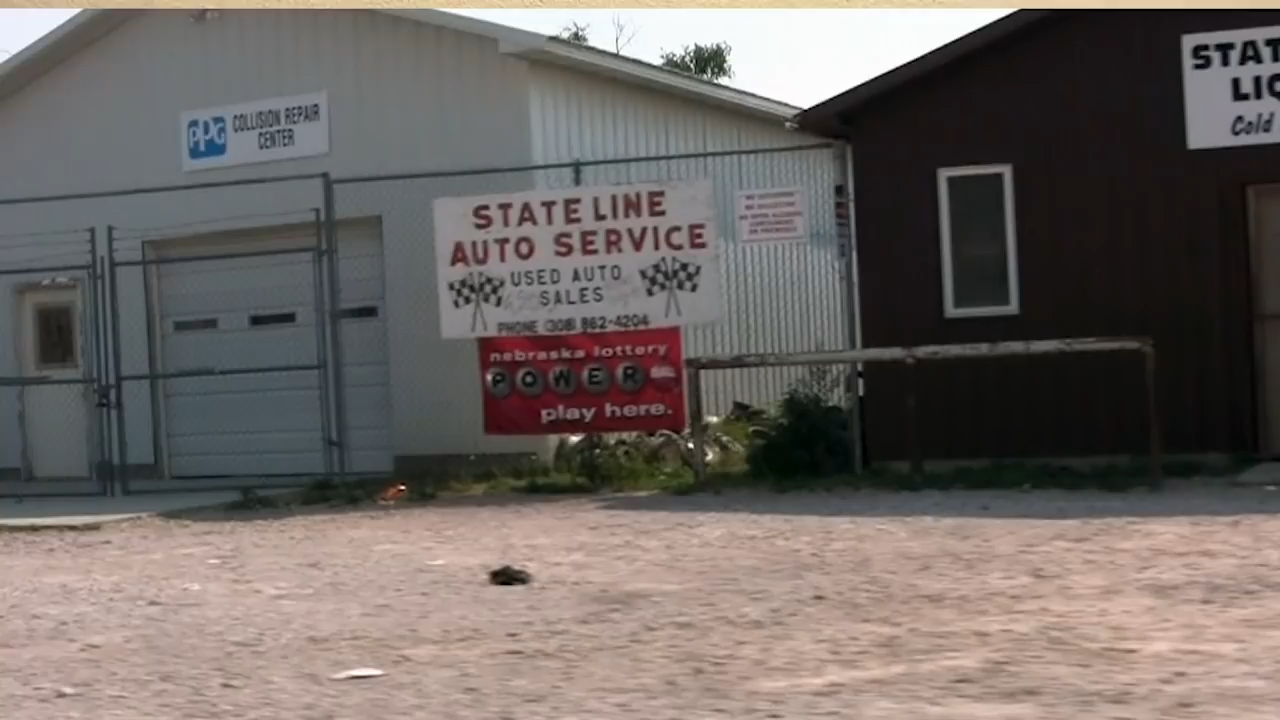 PPG COLLISION REPAIR
CENTER
STATE LINE
AUTO SERVICE
USED AUTO
SALES
PHONE (308) 862-4204
nebraska lottery
POWER
play here.
STAT
LIQ
Cold